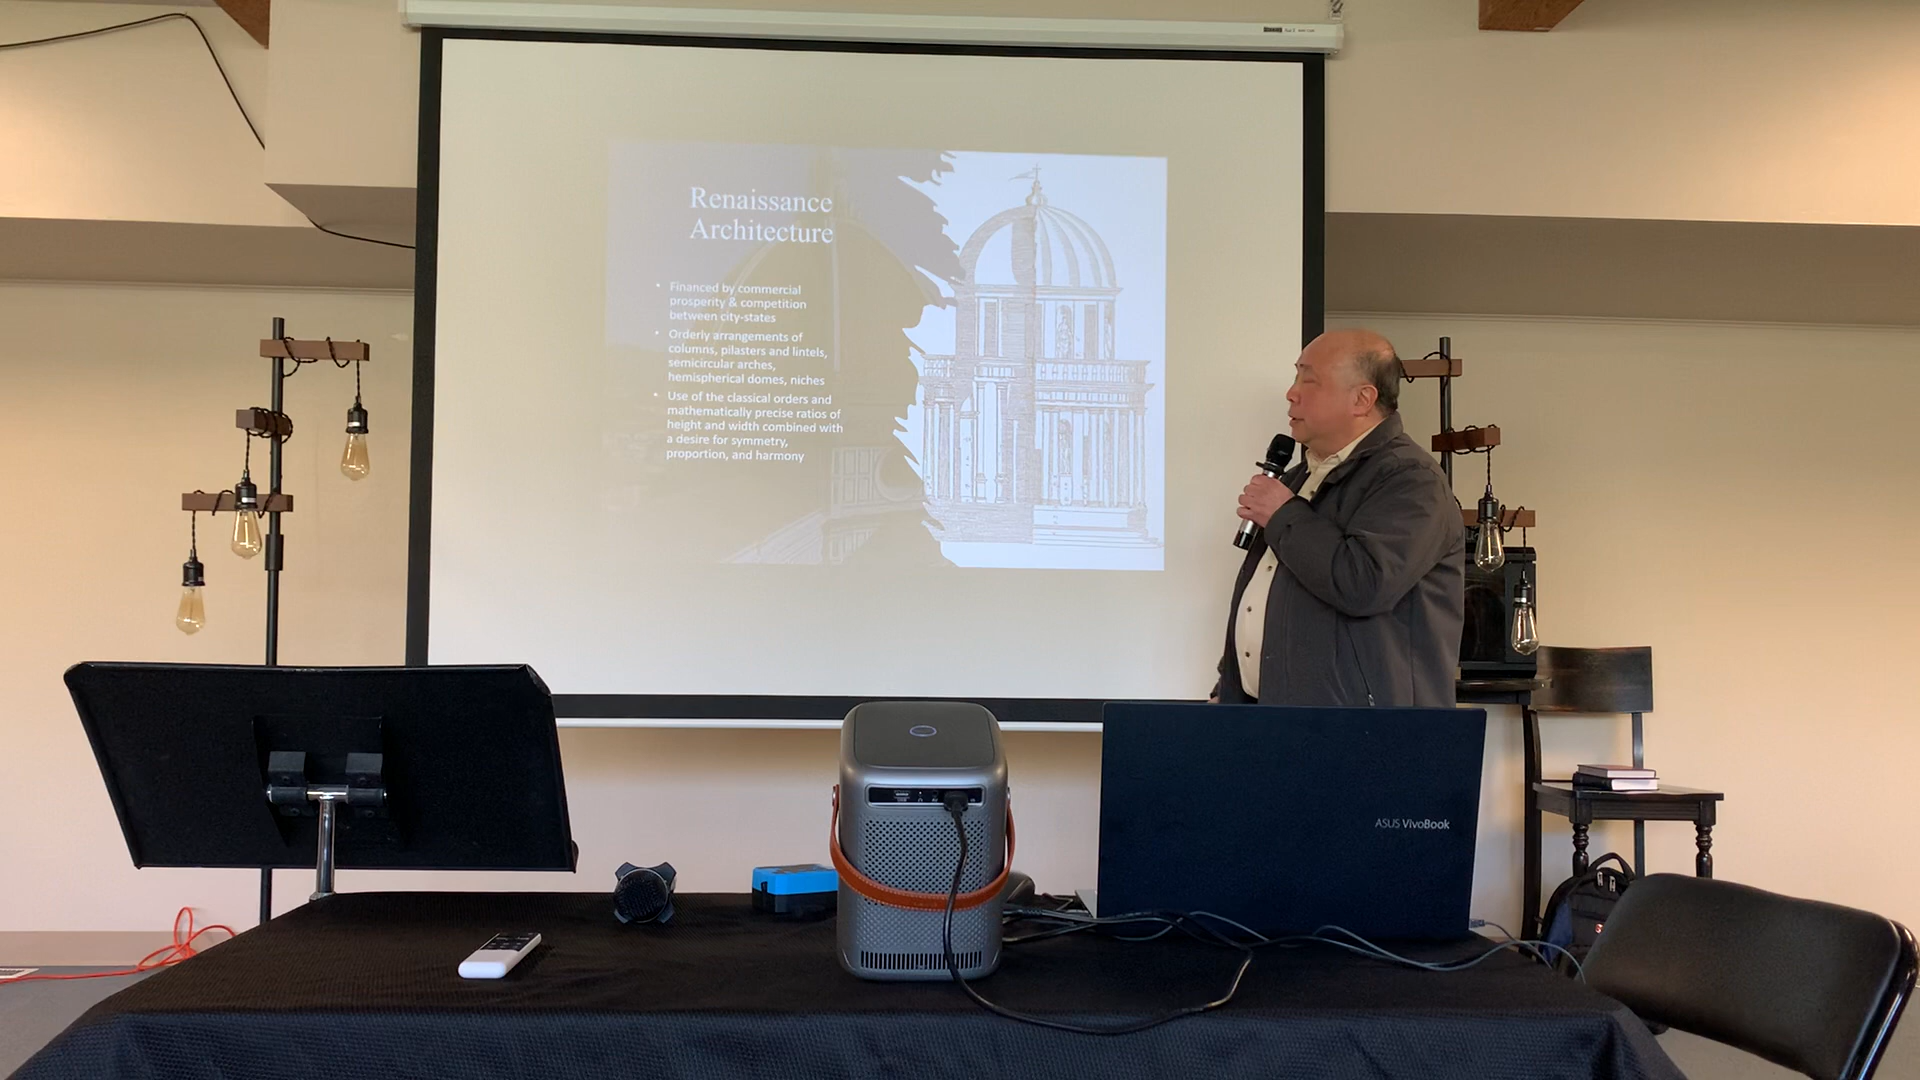 Renaissance
Architecture
• Financed by commercial
prosperity & competition
between city-states
• Orderly arrangements of
columns, pilasters and lintels,
semicircular arches,
hemispherical domes, niches
• Use of the classical orders and
mathematically precise ratios of
height and width combined with
a desire for symmetry,
proportion, and harmony
ASUS VivoBook